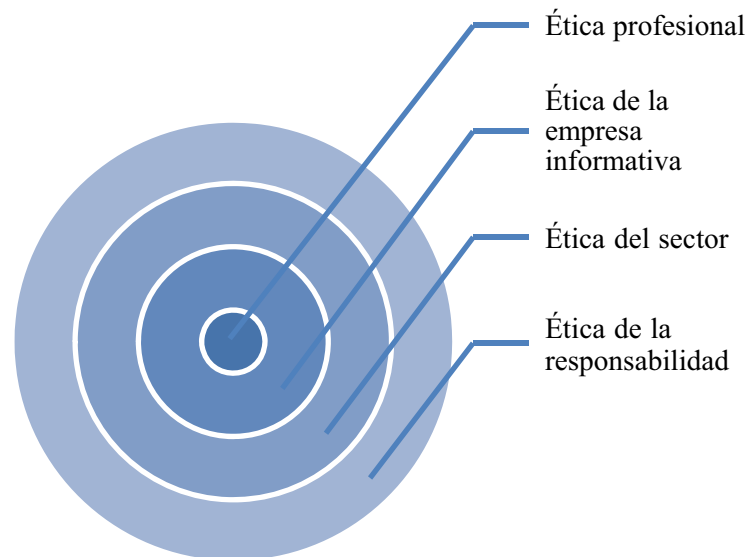 Ética profesional
Ética de la
empresa
informativa
Ética del sector
Ética de la
responsabilidad